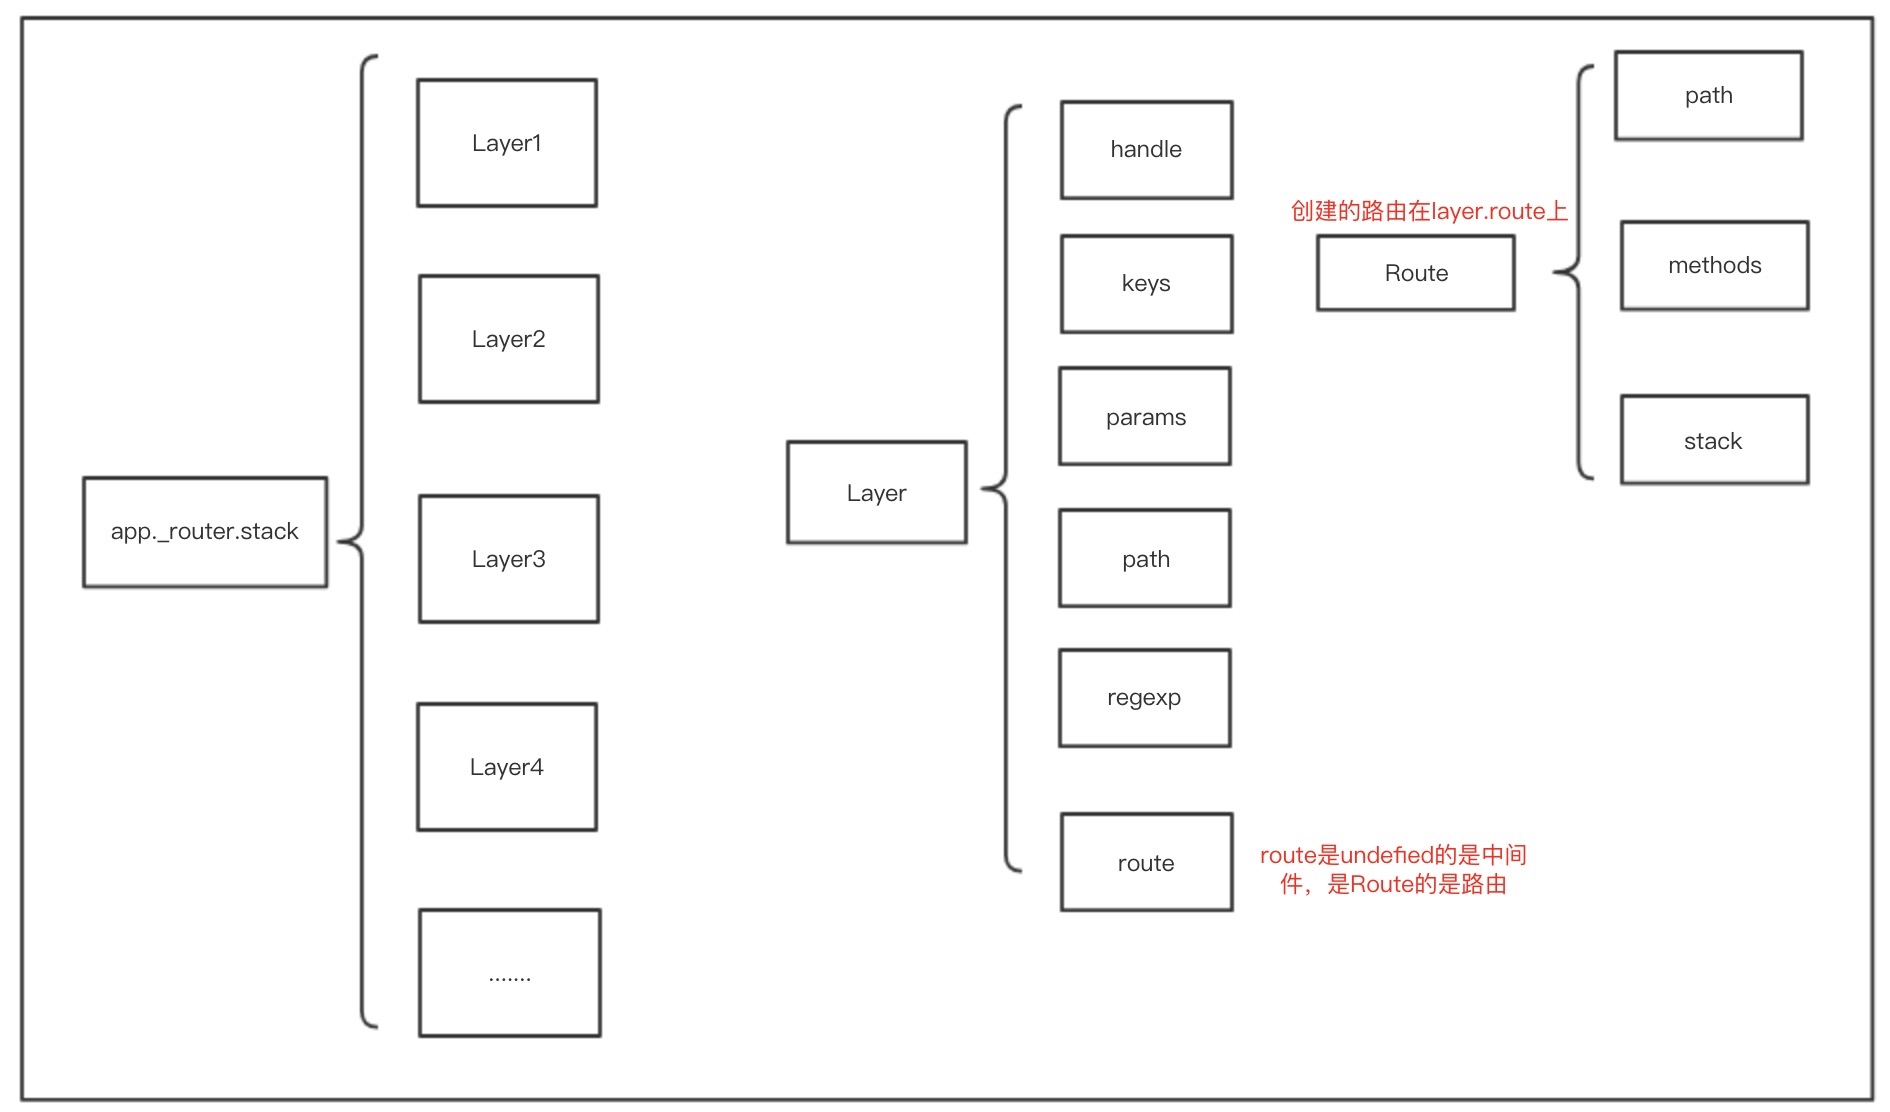 app._router.stack
Layer1
Layer2
Layer3
Layer4
.......
Layer
handle
keys
params
path
regexp
route
route是undefied的是中间
件，是Route的是路由
创建的路由在layer.route上
Route
path
methods
stack